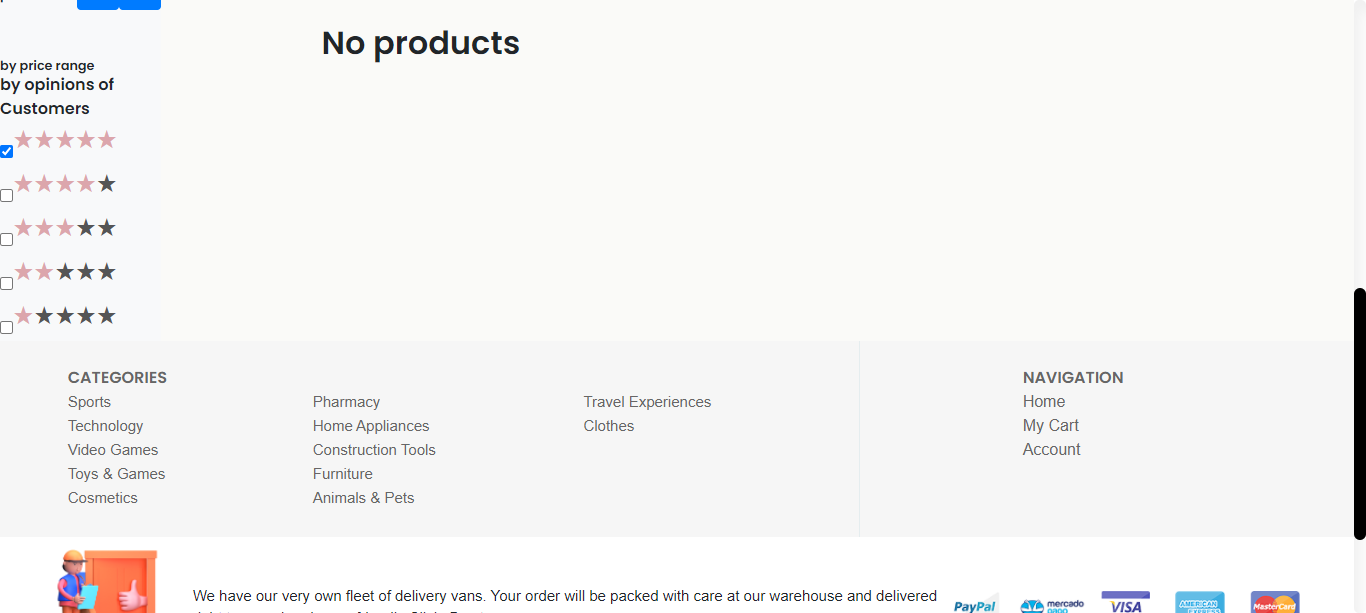 No products
by price range
by opinions of
Customers
CATEGORIES
Sports
Technology
Video Games
Toys & Games
Cosmetics
Pharmacy
Home Appliances
Construction Tools
Furniture
Animals & Pets
Travel Experiences
Clothes
NAVIGATION
Home
My Cart
Account
We have our very own fleet of delivery vans. Your order will be packed with care at our warehouse and delivered
PayPal
mercado
VISA
AMERICAN
MasterCard